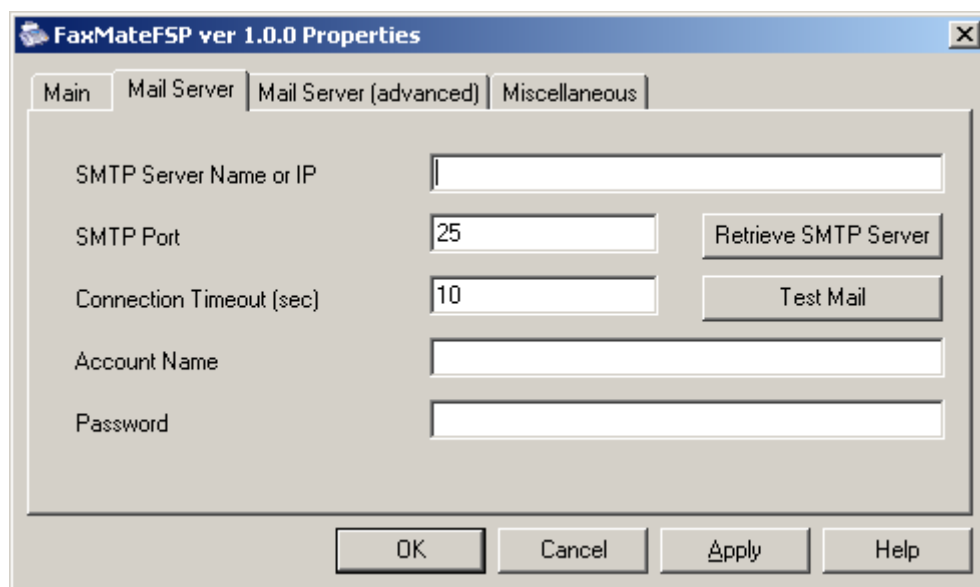 FaxMateFSP ver 1.0.0 Properties
Main Mail Server Mail Server (advanced) Miscellaneous
SMTP Server Name or IP
SMTP Port 25 Retrieve SMTP Server
Connection Timeout (sec) 10 Test Mail
Account Name
Password
OK Cancel Apply Help